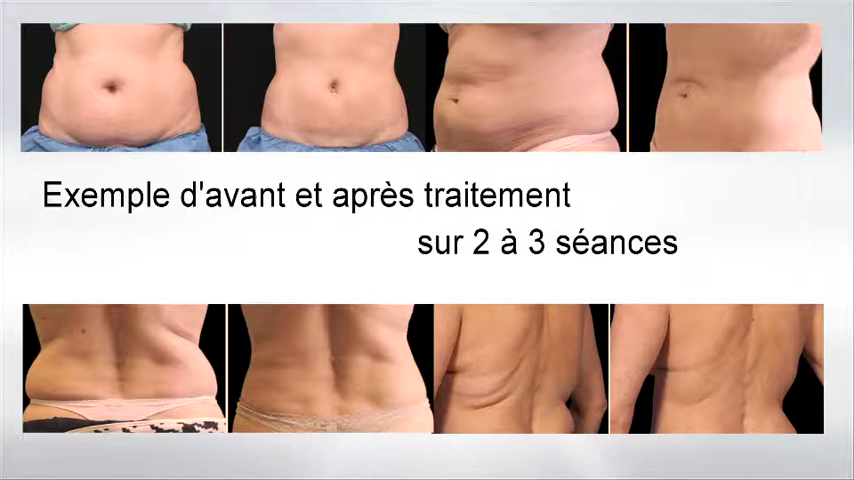 Exemple d'avant et après traitement
sur 2 à 3 séances